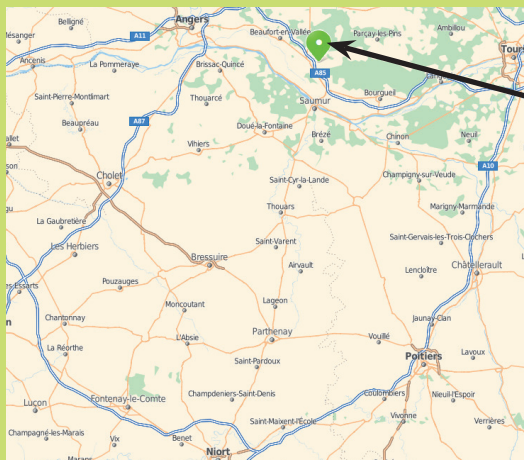 Beligné
Angers
Ambillou
Mésanger
A11
Beaufort-en-Vallée
Parçay-les-Pins
Ancenis
La Pommeraye
Brissac-Quincé
A85
Tours
Saint-Pierre-Montlimart
Thouarcé
Saumur
Bourgueil
Beaupréau
A87
Doué-la-Fontaine
Brézé
Chinon
Neuil
Vihiers
A10
Cholet
Saint-Cyr-la-Lande
Champigny-sur-Veude
Thouars
Marigny-Marmande
La Gaubretière
Les Herbiers
Saint-Varent
Saint-Gervais-les-Trois-Clochers
Bressuire
Airvault
Lencloître
Châtellerault
Pouzauges
Moncoutant
Lageon
Chantonnay
Jaunay-Clan
L'Absie
Parthenay
Vouillé
La Réorthe
Poitiers
Lavoux
Saint-Pardoux
Fontenay-le-Comte
Champdeniers-Saint-Denis
Coulombiers
Nieuil-l'Espoir
Luçon
Saint-Maixent-l'Ecole
Vivonne
Verrières
Champagné-les-Marais
Vix
Benet
Niort